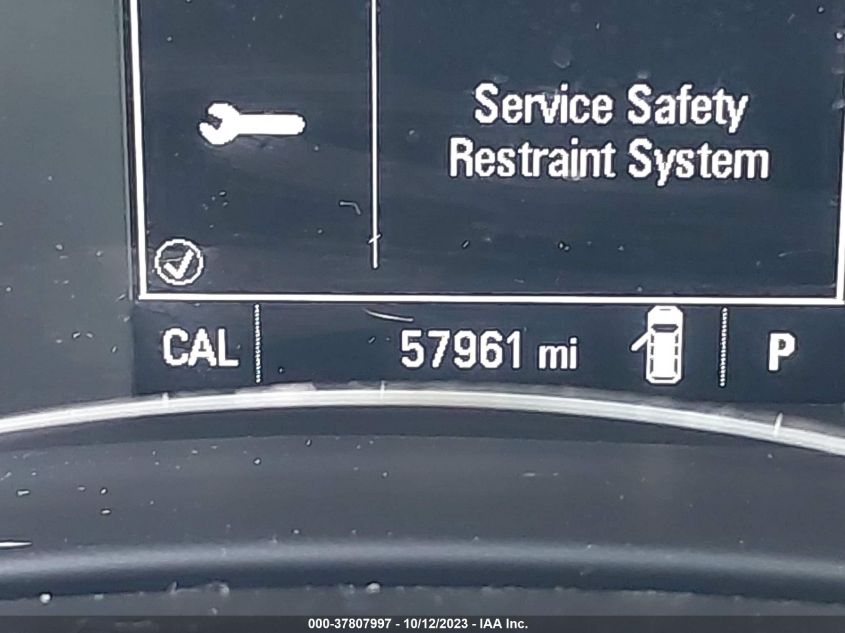 Service Safety
Restraint System
CAL 57961 mi P
000-37807997 - 10/12/2023 - IAA Inc.